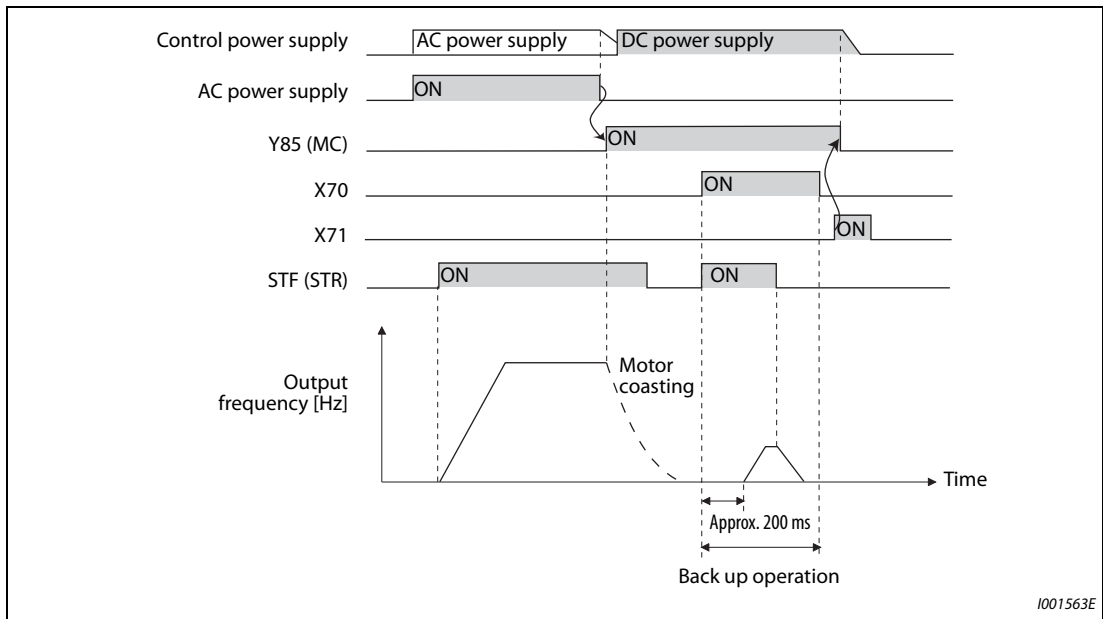 Control power supply
AC power supply
DC power supply
AC power supply
ON
Y85 (MC)
ON
X70
ON
X71
ON
STF (STR)
ON
ON
Output
frequency [Hz]
Motor
coasting
Time
Approx. 200 ms
Back up operation
I001563E